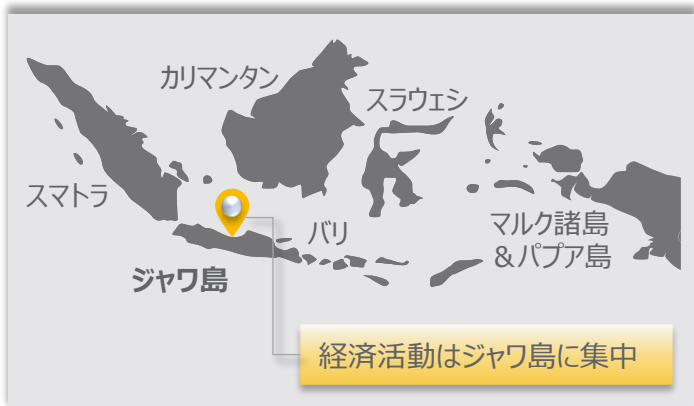 カリマンタン
スラウェシ
スマトラ
バリ
マルク諸島
＆パプア島
ジャワ島
経済活動はジャワ島に集中